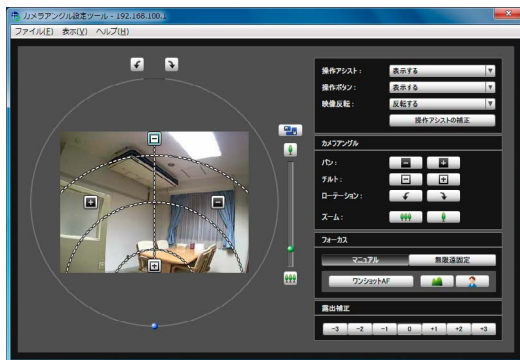 カメラアングル設定ツール - 192.168.100.1
ファイル(F) 表示(V) ヘルプ(H)
操作アシスト： 表示する
操作ボタン： 表示する
映像反転： 反転する
操作アシストの補正
カメラアングル
パン：
チルト：
ローテーション：
ズーム：
フォーカス
マニュアル 無限遠固定
ワンショットAF
露出補正
-3 -2 -1 0 +1 +2 +3